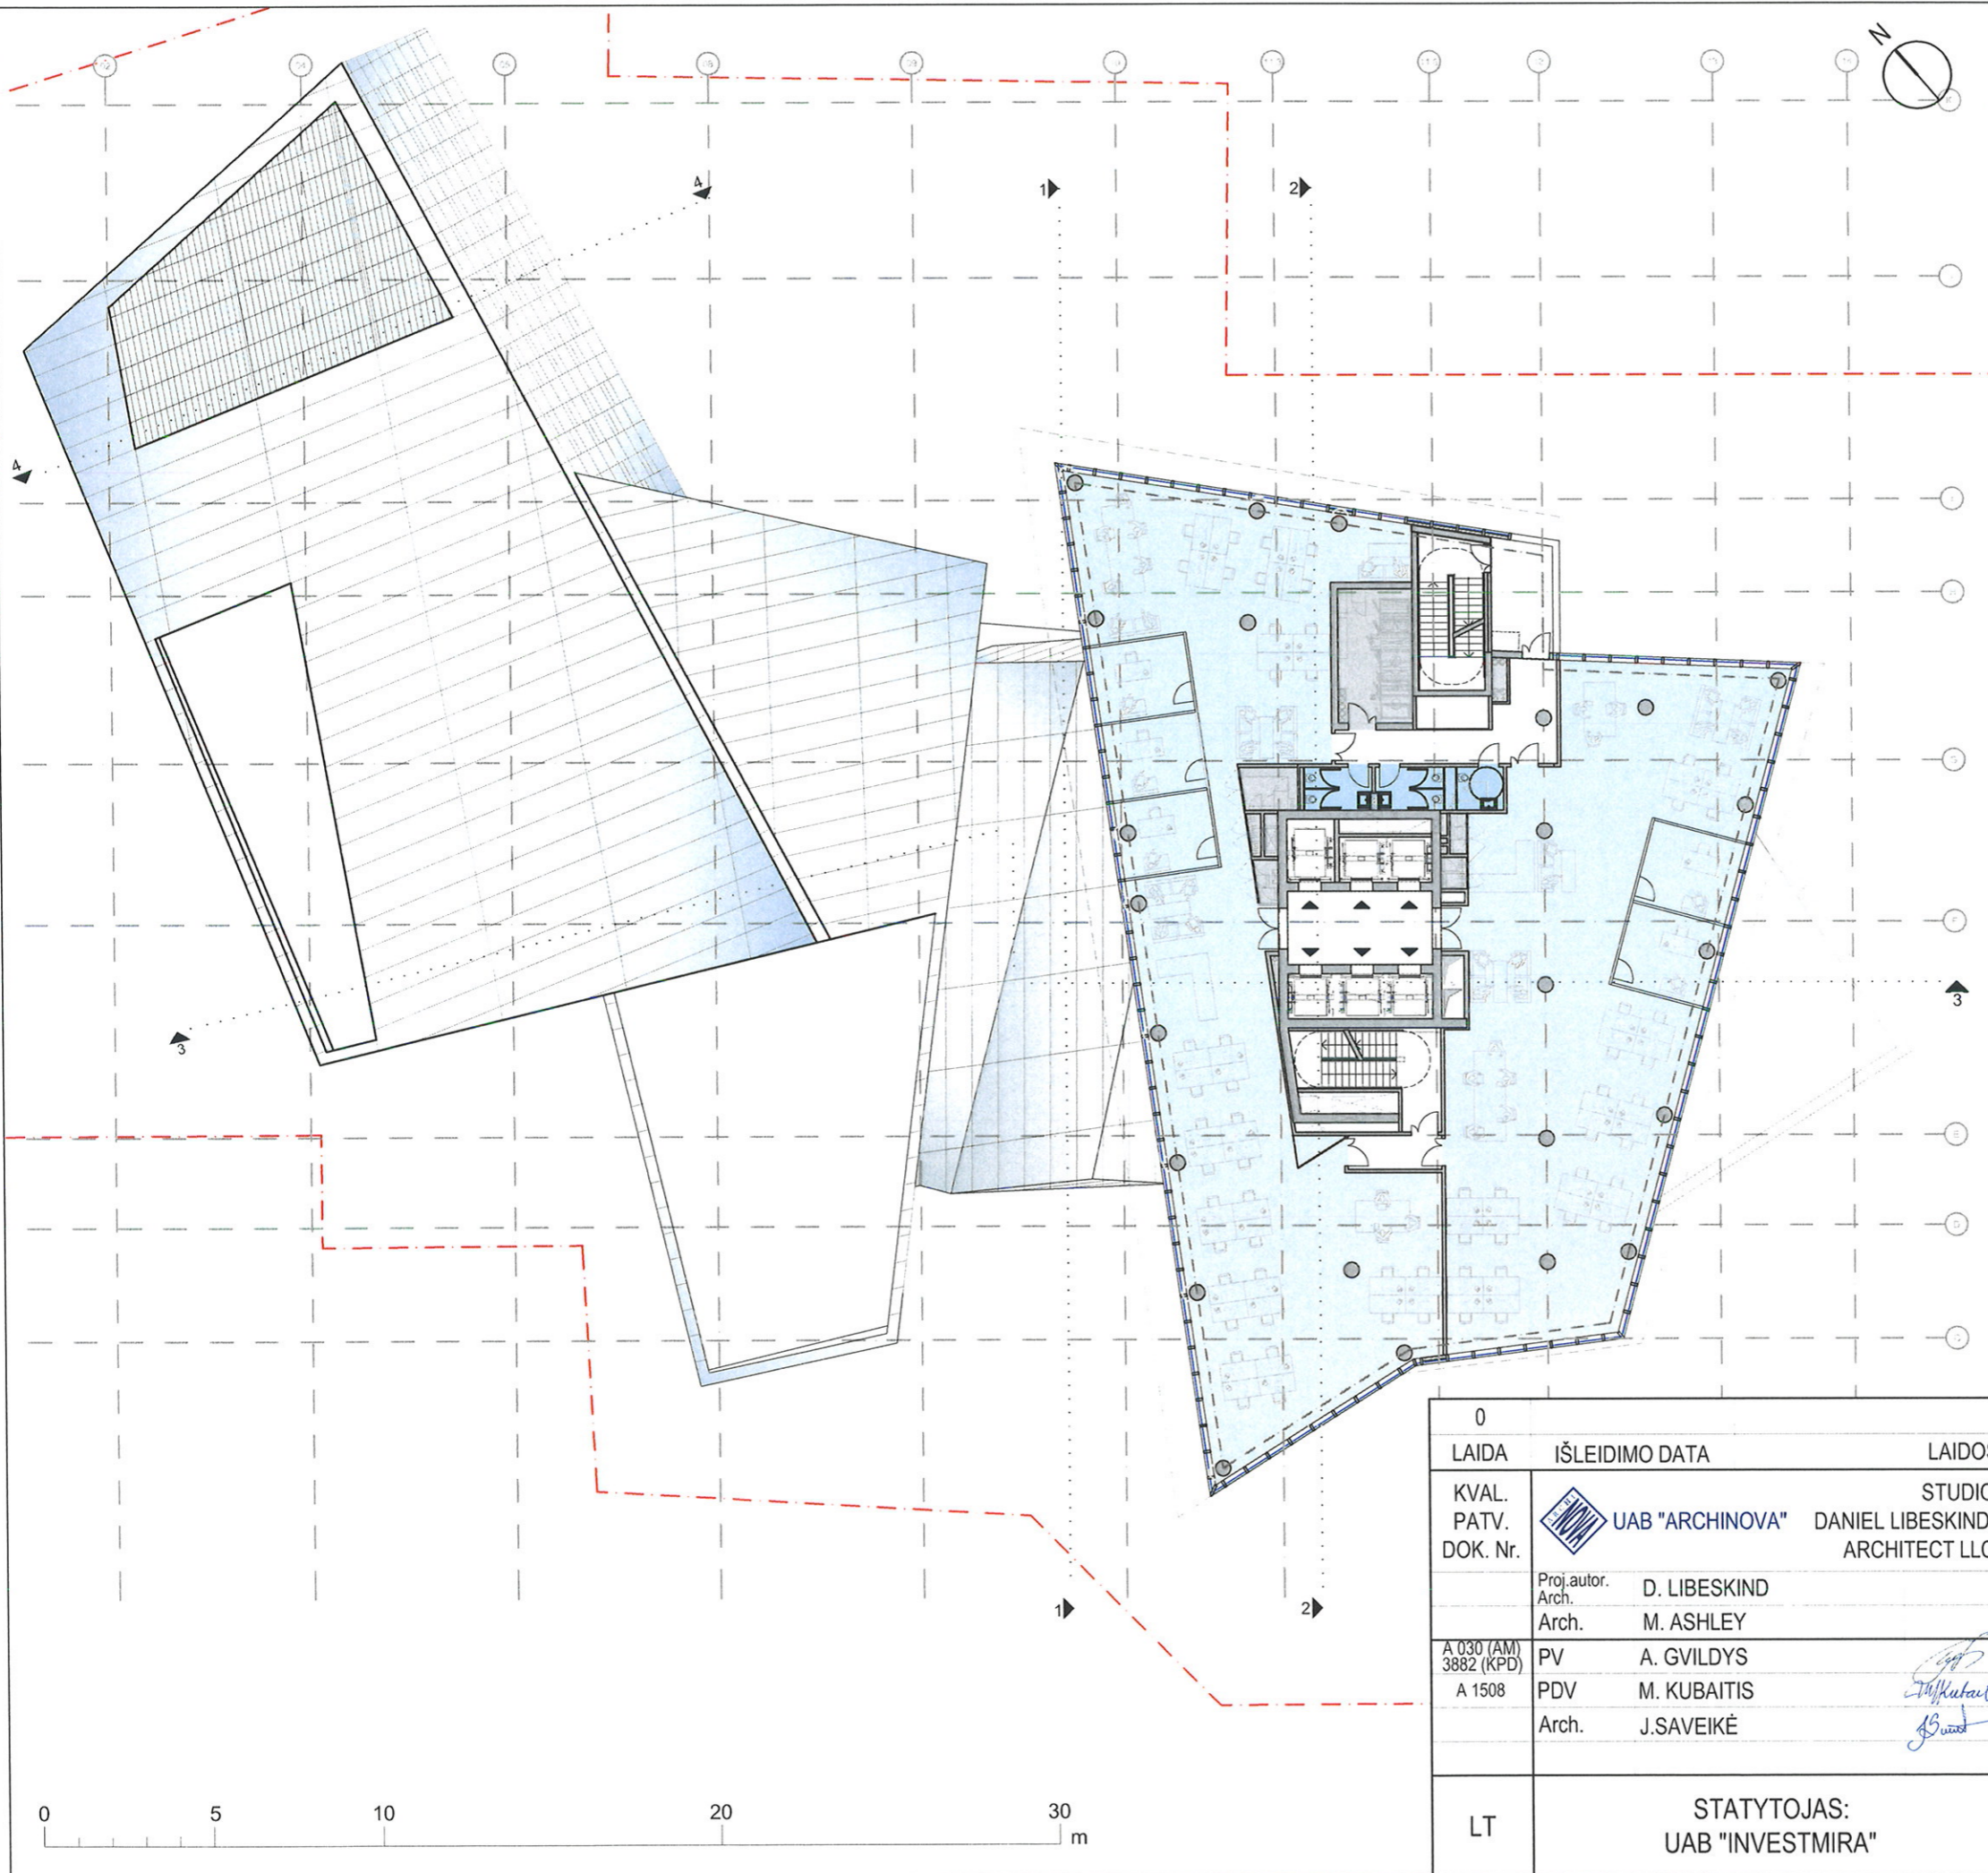 N
4
1
2
4
3
3
1
2
0
LAIDA IŠLEIDIMO DATA LAIDOS
KVAL.
PATV.
DOK. Nr.
ARCHI
NOVA
UAB "ARCHINOVA"
STUDIO
DANIEL LIBESKIND
ARCHITECT LLC
Proj.autor.
Arch. D. LIBESKIND
Arch. M. ASHLEY
A 030 (AM)
3882 (KPD)
PV A. GVILDYS
A 1508 PDV M. KUBAITIS
Arch. J.SAVEIKĖ
LT
STATYTOJAS:
UAB "INVESTMIRA"
0 5 10 20 30
m